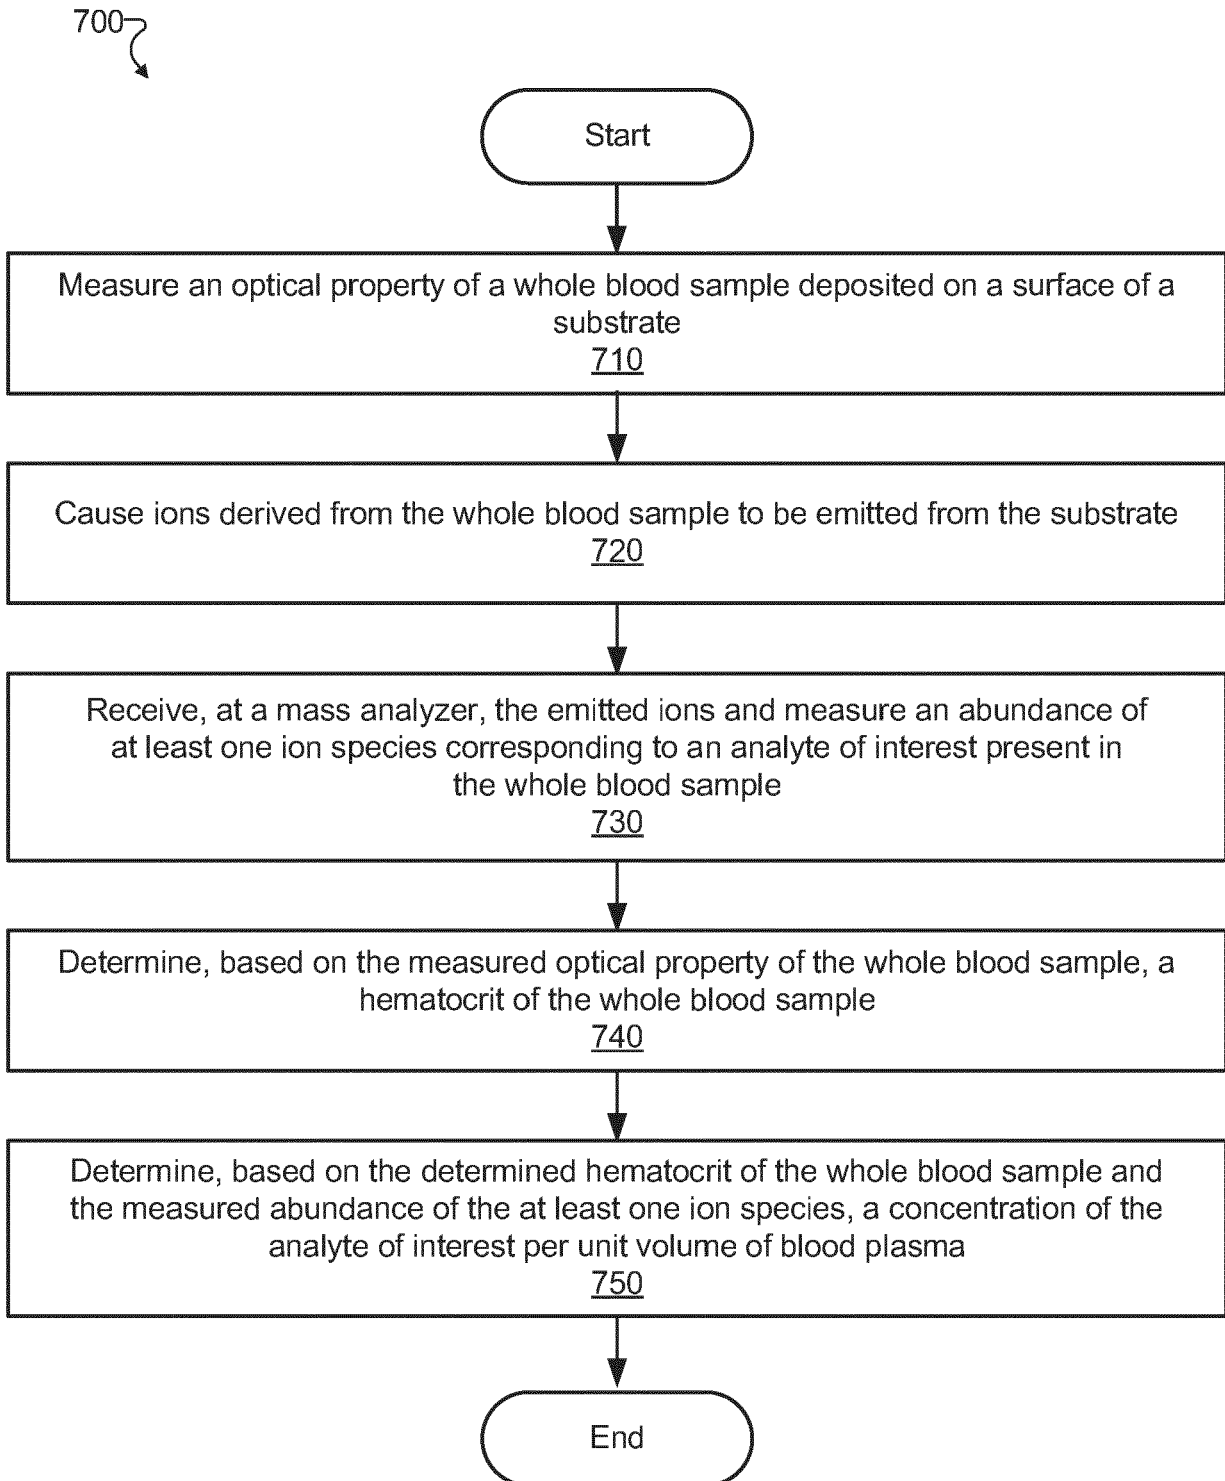 700
Start
Measure an optical property of a whole blood sample deposited on a surface of a
substrate
710
Cause ions derived from the whole blood sample to be emitted from the substrate
720
Receive, at a mass analyzer, the emitted ions and measure an abundance of
at least one ion species corresponding to an analyte of interest present in
the whole blood sample
730
Determine, based on the measured optical property of the whole blood sample, a
hematocrit of the whole blood sample
740
Determine, based on the determined hematocrit of the whole blood sample and
the measured abundance of the at least one ion species, a concentration of the
analyte of interest per unit volume of blood plasma
750
End